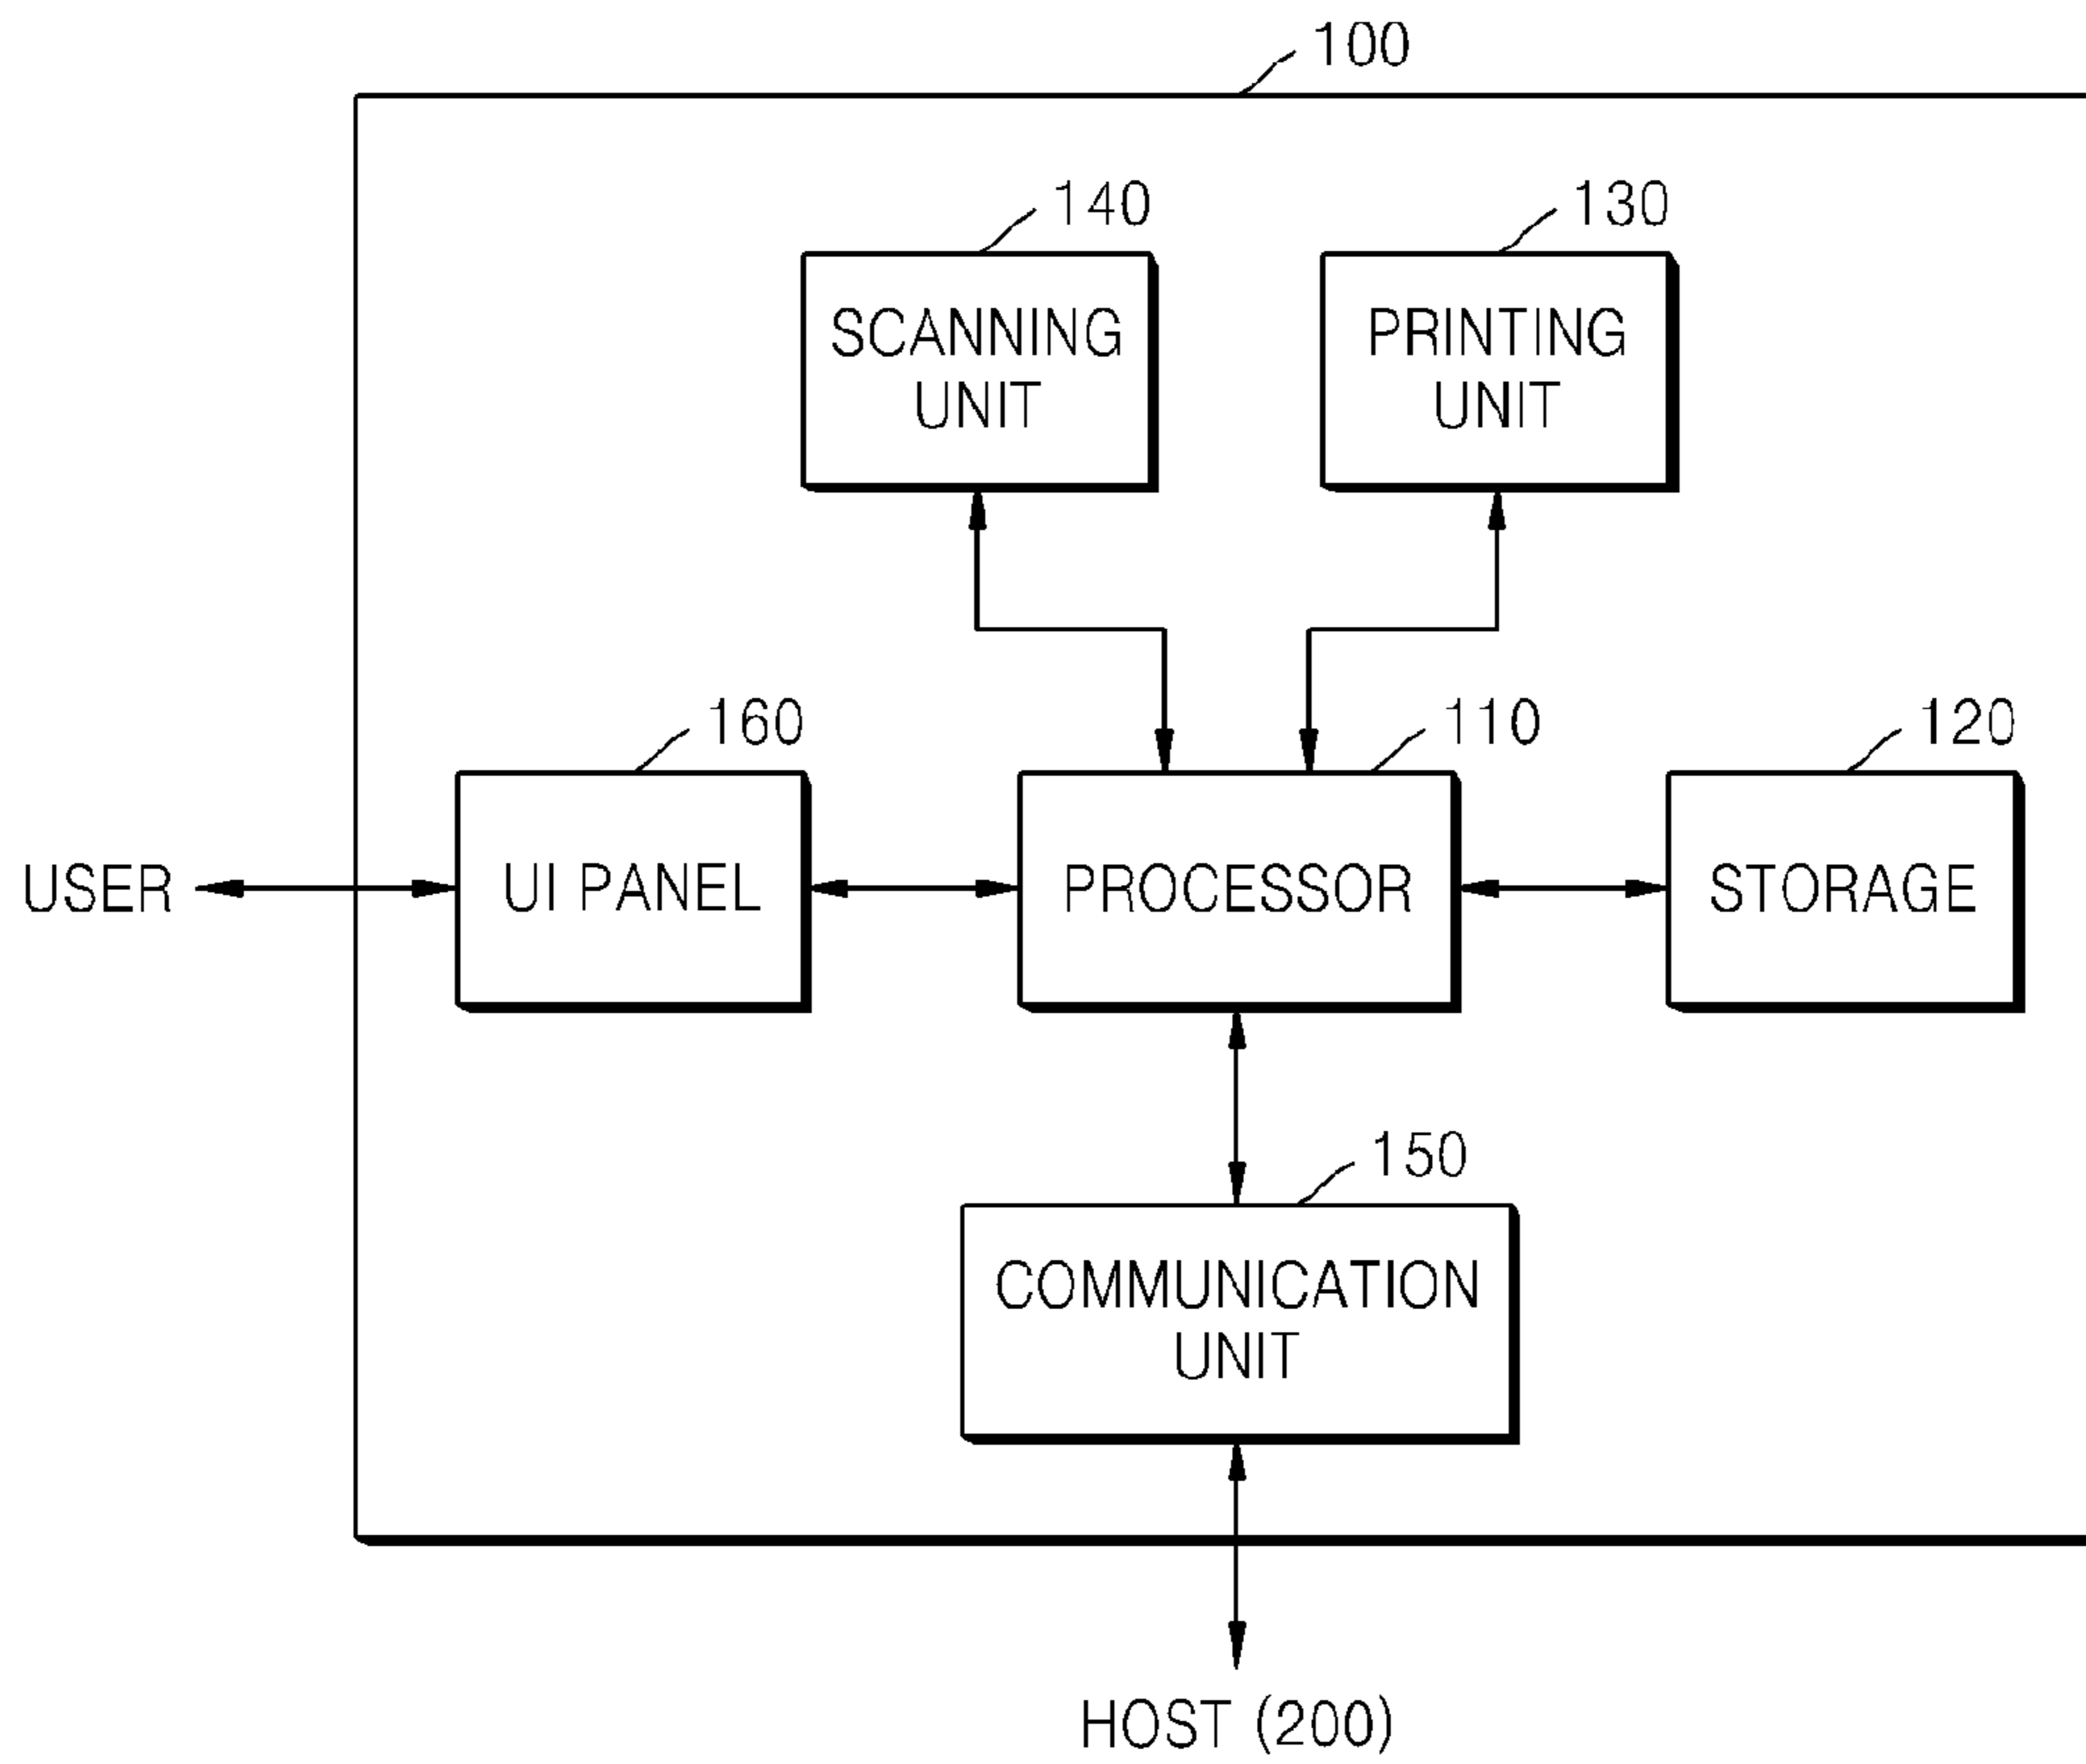 100
140
130
SCANNING
UNIT
PRINTING
UNIT
160
110
120
USER
UI PANEL
PROCESSOR
STORAGE
150
COMMUNICATION
UNIT
HOST (200)